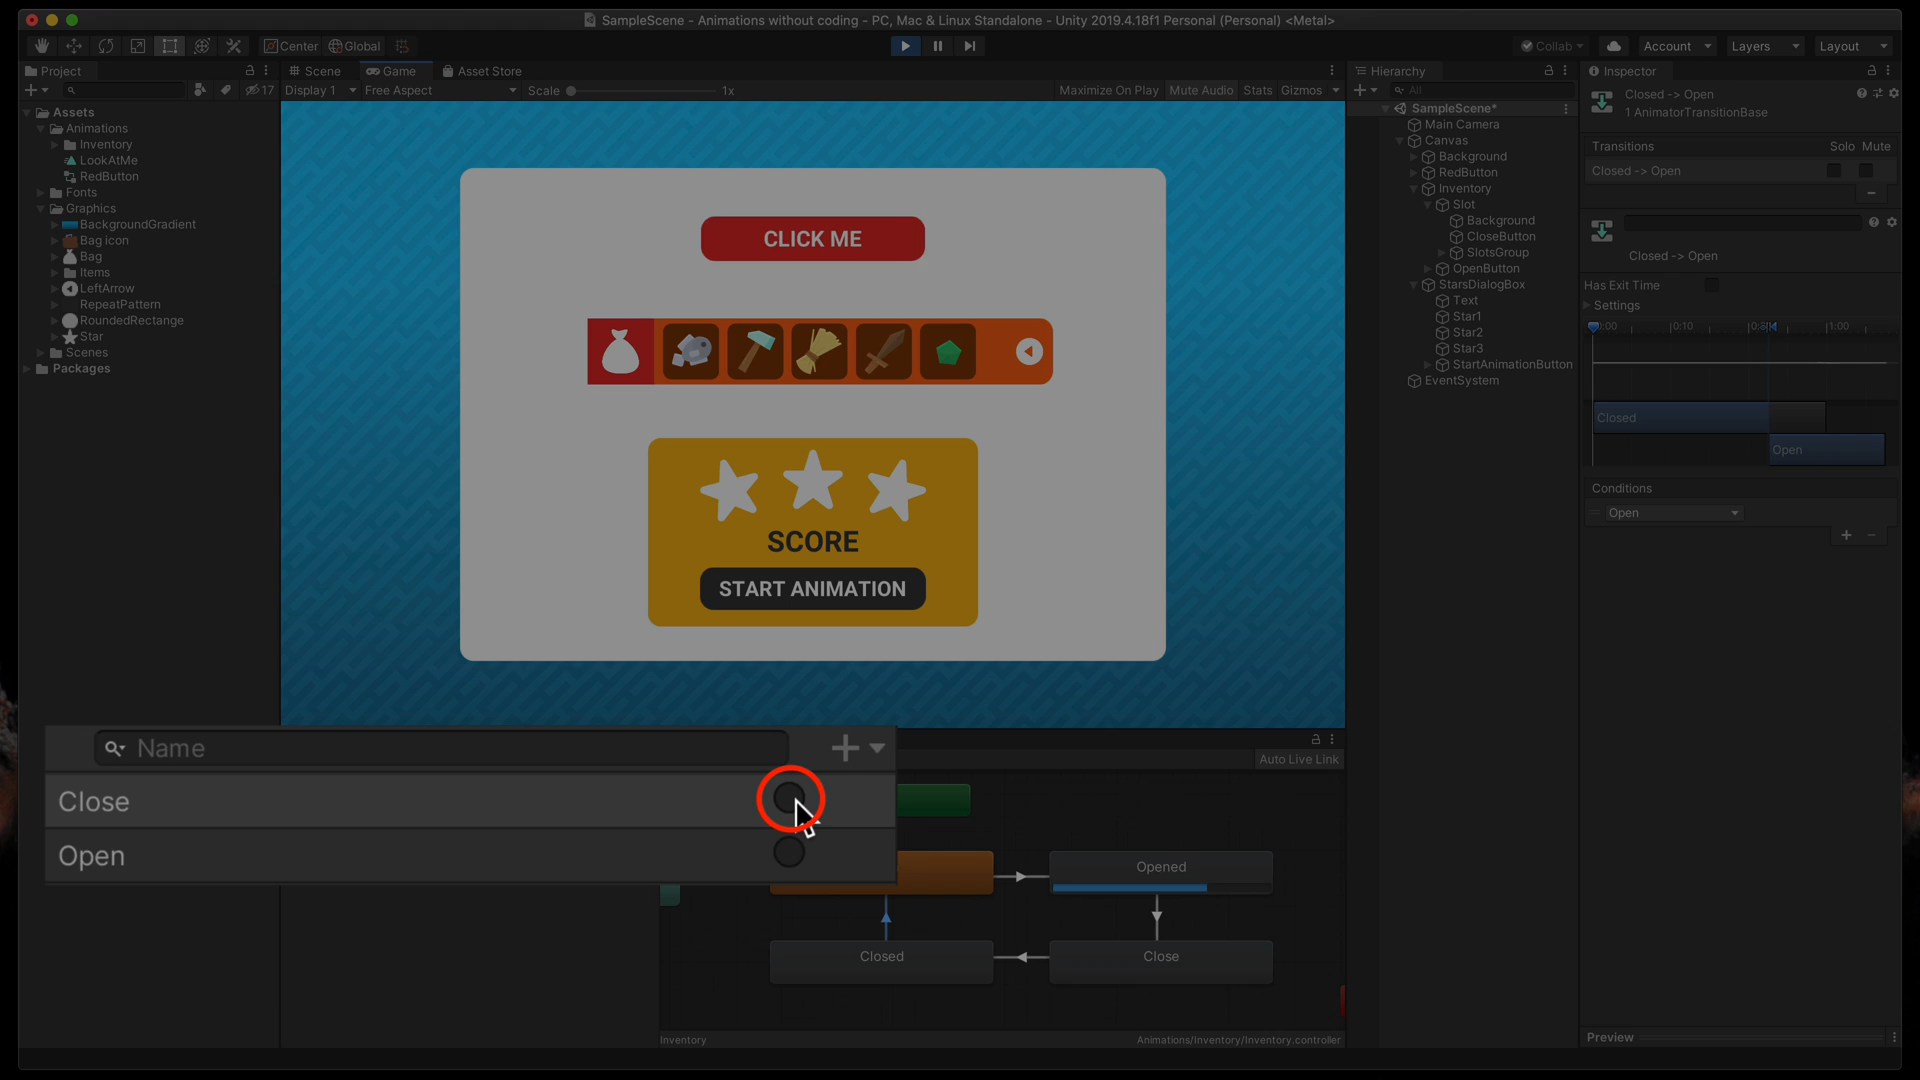 SampleScene - Animations without coding - PC, Mac & Linux Standalone - Unity 2019.4.18f1 Personal (Personal) <Metal>
Center Global
Collab Account Layers Layout
Project
17
Assets
Animations
Inventory
LookAtMe
RedButton
Fonts
Graphics
BackgroundGradient
Bag icon
Bag
Items
LeftArrow
RepeatPattern
RoundedRectange
Star
Scenes
Packages
Scene Game Asset Store
Display 1 Free Aspect Scale 1x Maximize On Play Mute Audio Stats Gizmos
CLICK ME
SCORE
START ANIMATION
Hierarchy
All
SampleScene*
Main Camera
Canvas
Background
RedButton
Inventory
Slot
Background
CloseButton
SlotsGroup
OpenButton
StarsDialogBox
Text
Star1
Star2
Star3
StartAnimationButton
EventSystem
Inspector
Closed -> Open
1 AnimatorTransitionBase
Transitions Solo Mute
Closed -> Open
Closed -> Open
Has Exit Time
Settings
0:10 1:00
Closed
Open
Conditions
Open
Preview
Name
Close
Open
Auto Live Link
Opened
Closed
Close
Inventory
Animations/Inventory/Inventory.controller